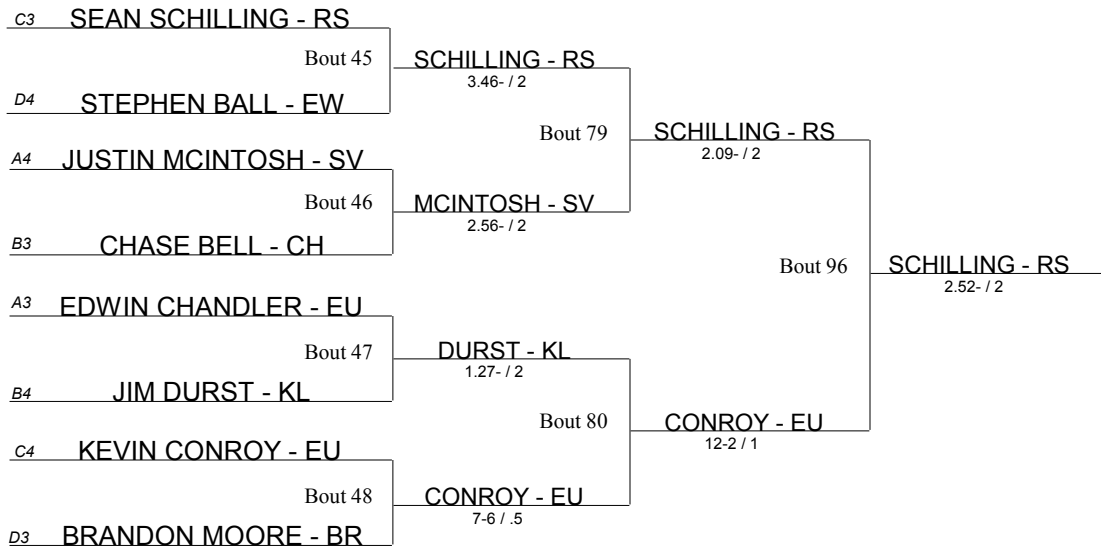 C3 SEAN SCHILLING - RS
Bout 45 SCHILLING - RS
3.46- / 2
D4 STEPHEN BALL - EW
Bout 79 SCHILLING - RS
2.09- / 2
A4 JUSTIN MCINTOSH - SV
Bout 46 MCINTOSH - SV
2.56- / 2
B3 CHASE BELL - CH
Bout 96 SCHILLING - RS
2.52- / 2
A3 EDWIN CHANDLER - EU
Bout 47 DURST - KL
1.27- / 2
B4 JIM DURST - KL
Bout 80 CONROY - EU
12-2 / 1
C4 KEVIN CONROY - EU
Bout 48 CONROY - EU
7-6 / .5
D3 BRANDON MOORE - BR